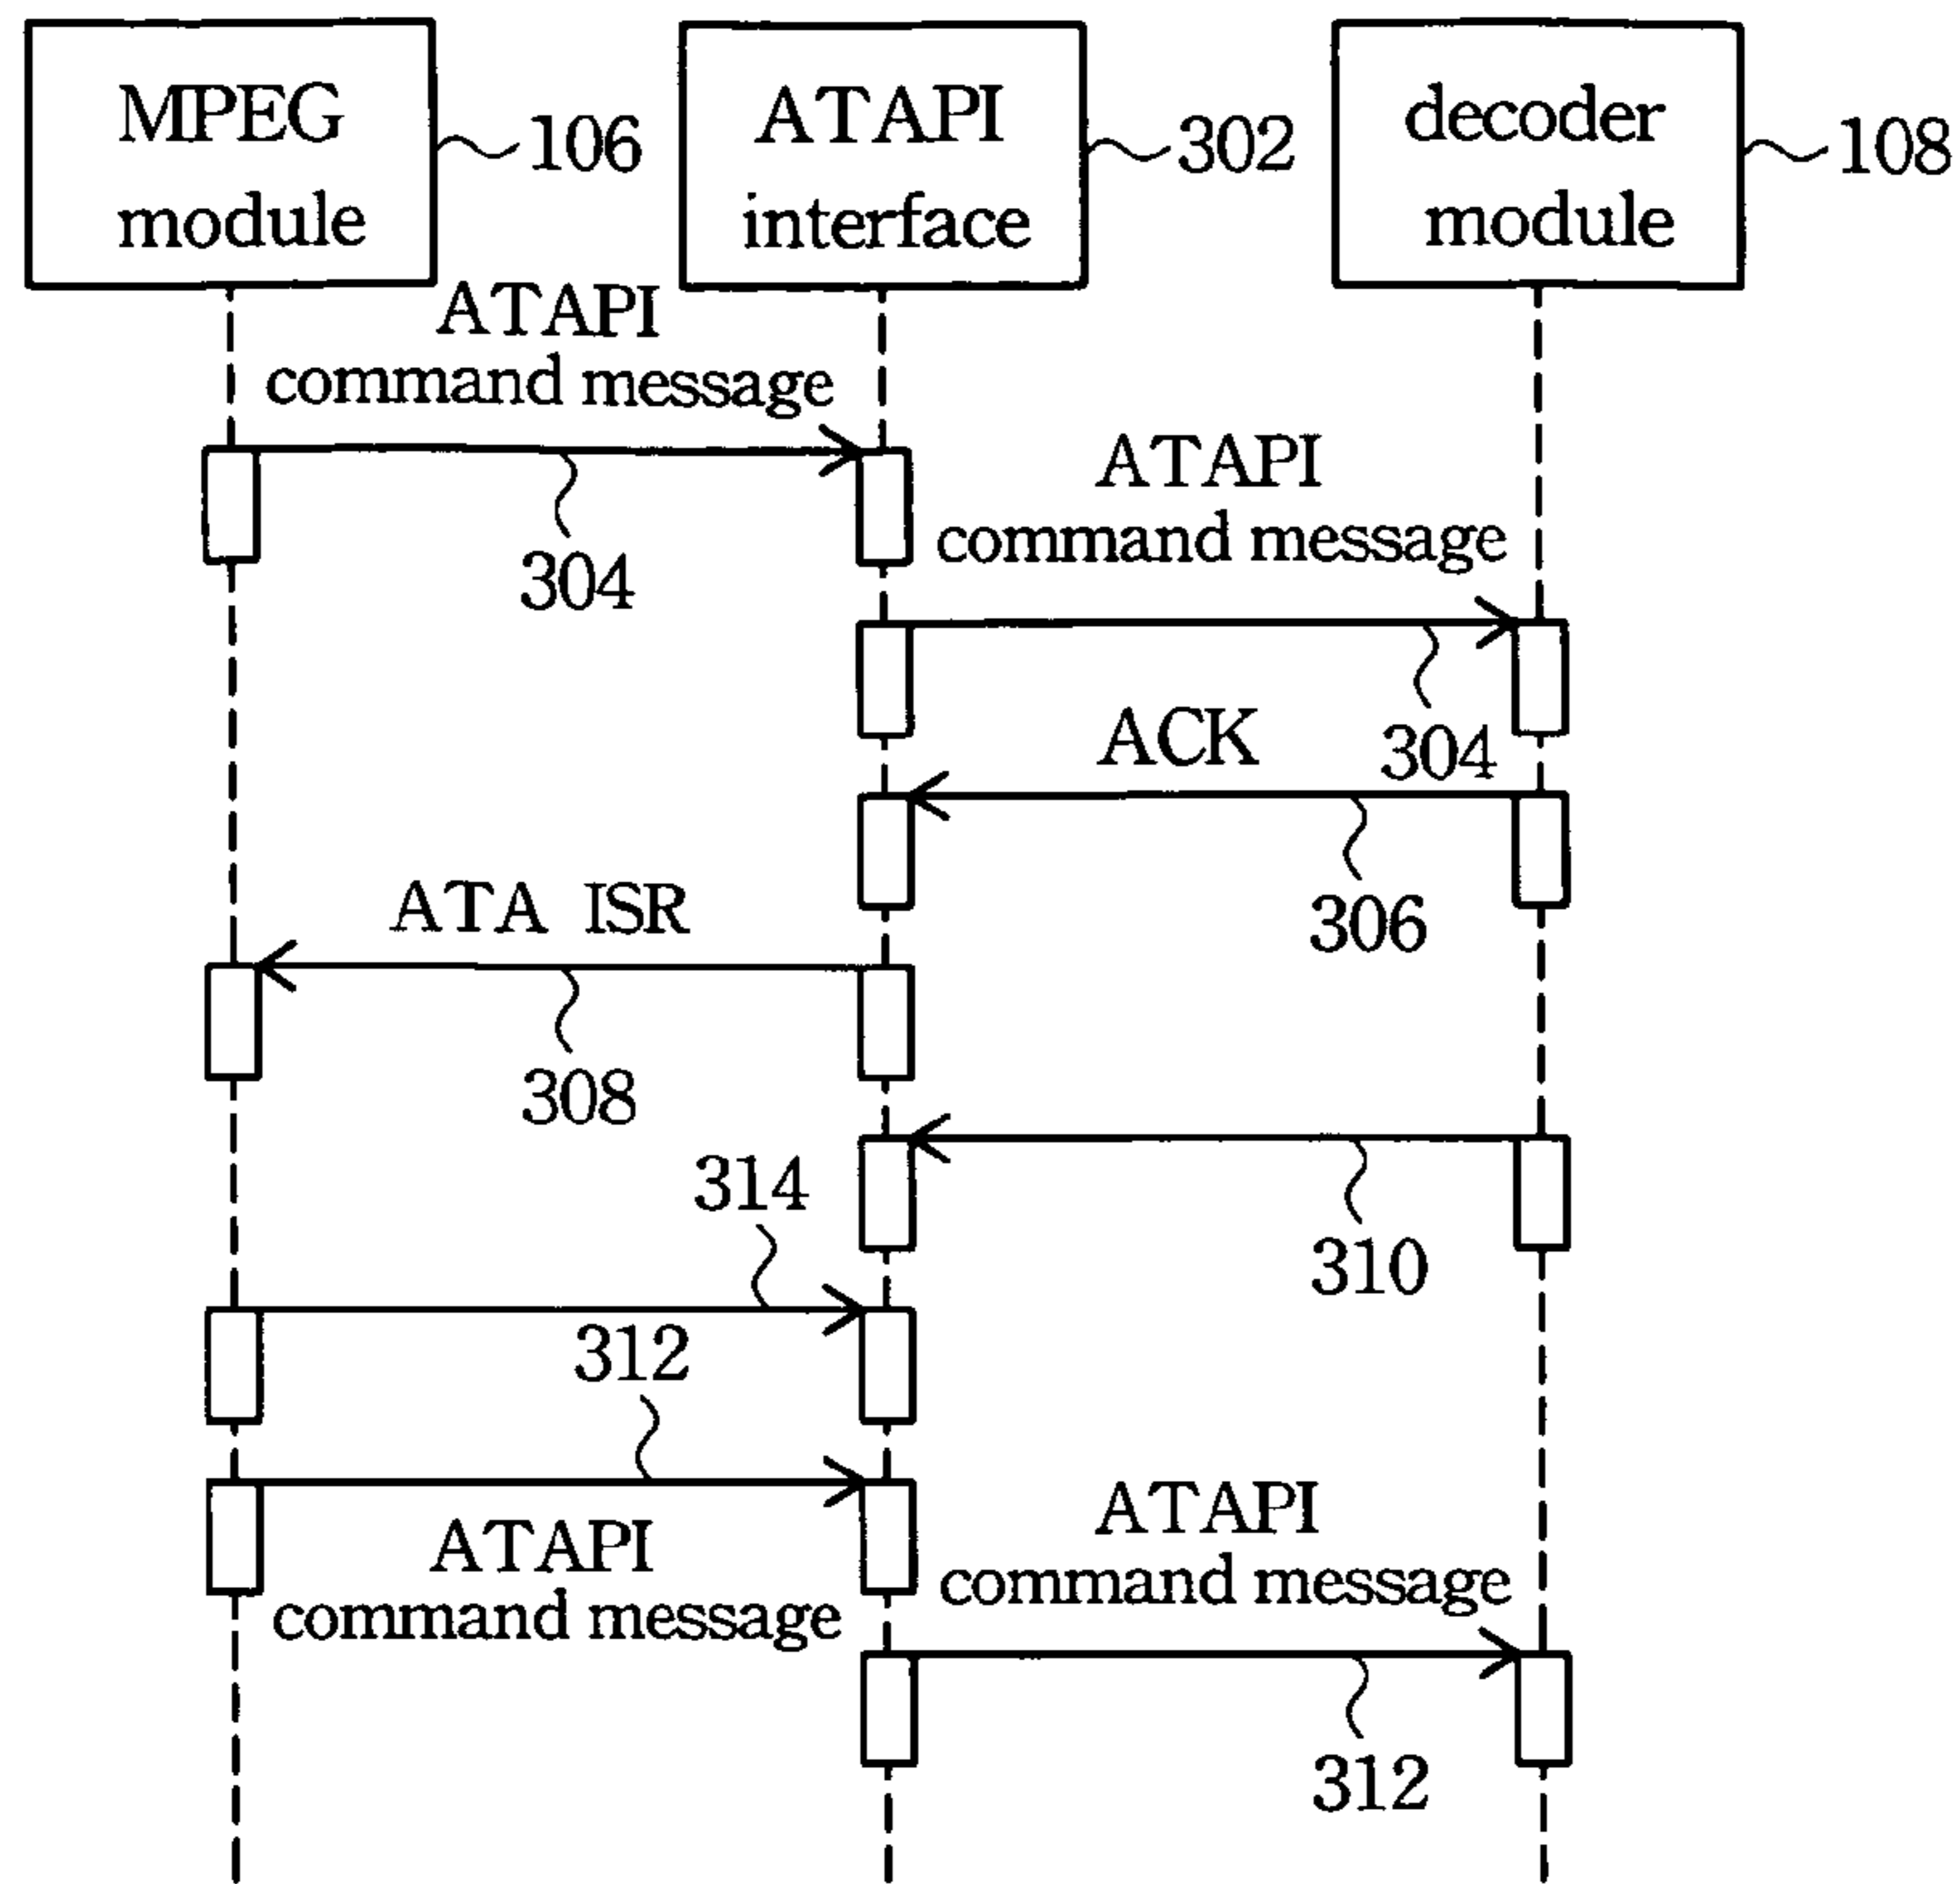 MPEG
module
106
ATAPI
interface
302
decoder
module
108
ATAPI
command message
304
ATAPI
command message
304
ACK
306
ATA ISR
308
310
314
312
ATAPI
command message
ATAPI
command message
312